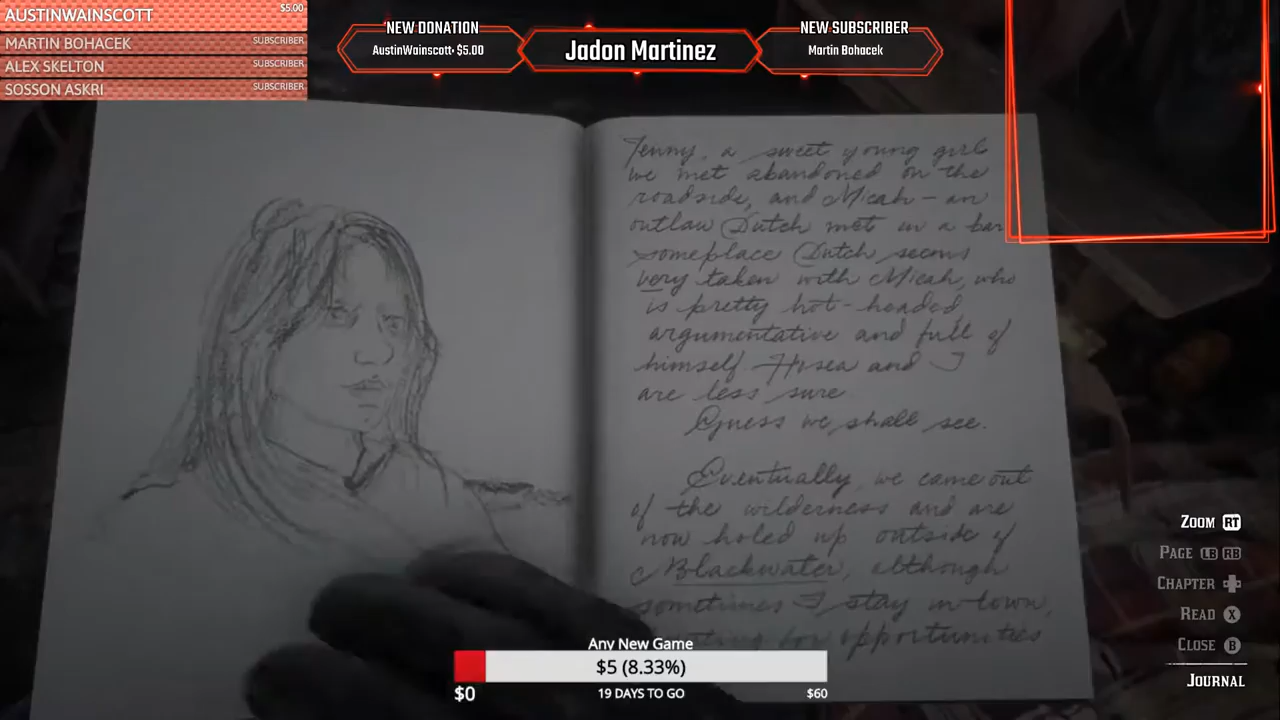 AUSTINWAINSCOTT $5.00
MARTIN BOHACEK SUBSCRIBER
ALEX SKELTON SUBSCRIBER
SOSSON ASKRI SUBSCRIBER
NEW DONATION
AustinWainscott• $5.00
Jadon Martinez
NEW SUBSCRIBER
Martin Bohacek
Jenny, a sweet young girl
we met abandoned on the
roadside, and Micah - an
outlaw Dutch met in a bar
someplace Dutch seems
very taken with Micah, who
is pretty hot-headed
argumentative and full of
himself Hosea and I
are less sure
Guess we shall see.
Eventually, we came out
of the wilderness and are
now holed up outside of
Blackwater, although
sometimes I stay in town,
for opportunities
ZOOM RT
PAGE LB RB
CHAPTER
READ X
CLOSE B
JOURNAL
Any New Game
$5 (8.33%)
$0 19 DAYS TO GO $60